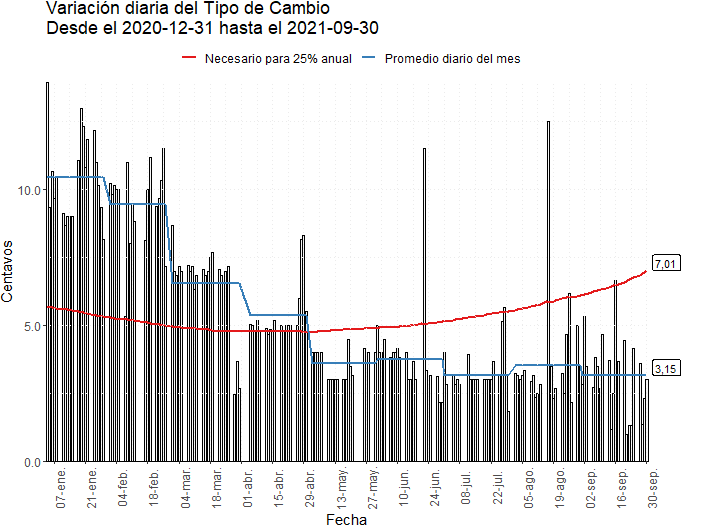 Variación diaria del Tipo de Cambio
Desde el 2020-12-31 hasta el 2021-09-30
Necesario para 25% anual
Promedio diario del mes
Centavos
10.0
5.0
0.0
7,01
3,15
07-ene.
21-ene.
04-feb.
18-feb.
04-mar.
18-mar.
01-abr.
15-abr.
29-abr.
13-may.
27-may.
10-jun.
24-jun.
08-jul.
22-jul.
05-ago.
19-ago.
02-sep.
16-sep.
30-sep.
Fecha